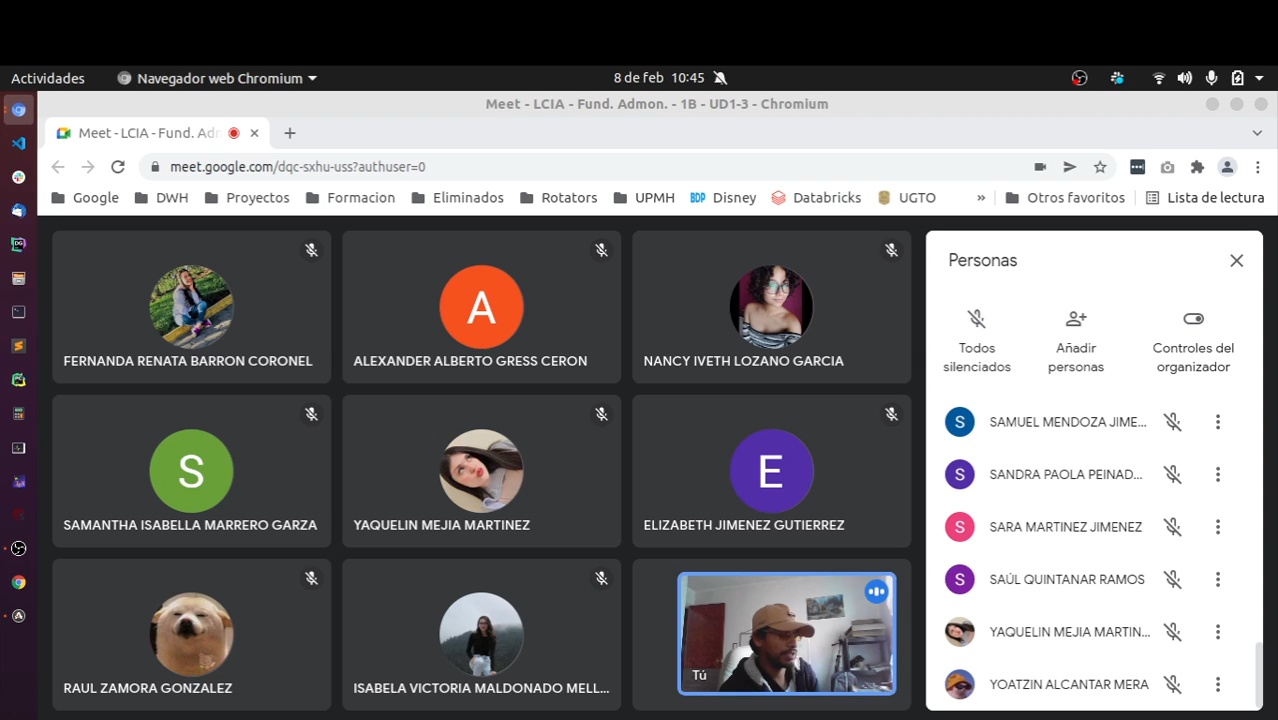 Actividades
Navegador web Chromium
8 de feb 10:45
Meet - LCIA - Fund. Admon. - 1B - UD1-3 - Chromium
Meet - LCIA - Fund. Adn
meet.google.com/dqc-sxhu-uss?authuser=0
Google
DWH
Proyectos
Formacion
Eliminados
Rotators
UPMH
BDP Disney
Databricks
UGTO
»
Otros favoritos
Lista de lectura
FERNANDA RENATA BARRON CORONEL
A
ALEXANDER ALBERTO GRESS CERON
NANCY IVETH LOZANO GARCIA
S
SAMANTHA ISABELLA MARRERO GARZA
YAQUELIN MEJIA MARTINEZ
E
ELIZABETH JIMENEZ GUTIERREZ
RAUL ZAMORA GONZALEZ
ISABELA VICTORIA MALDONADO MELL...
Tú
Personas
Todos
silenciados
Añadir
personas
Controles del
organizador
S SAMUEL MENDOZA JIME...
S SANDRA PAOLA PEINAD...
S SARA MARTINEZ JIMENEZ
S SAÚL QUINTANAR RAMOS
YAQUELIN MEJIA MARTIN...
YOATZIN ALCANTAR MERA